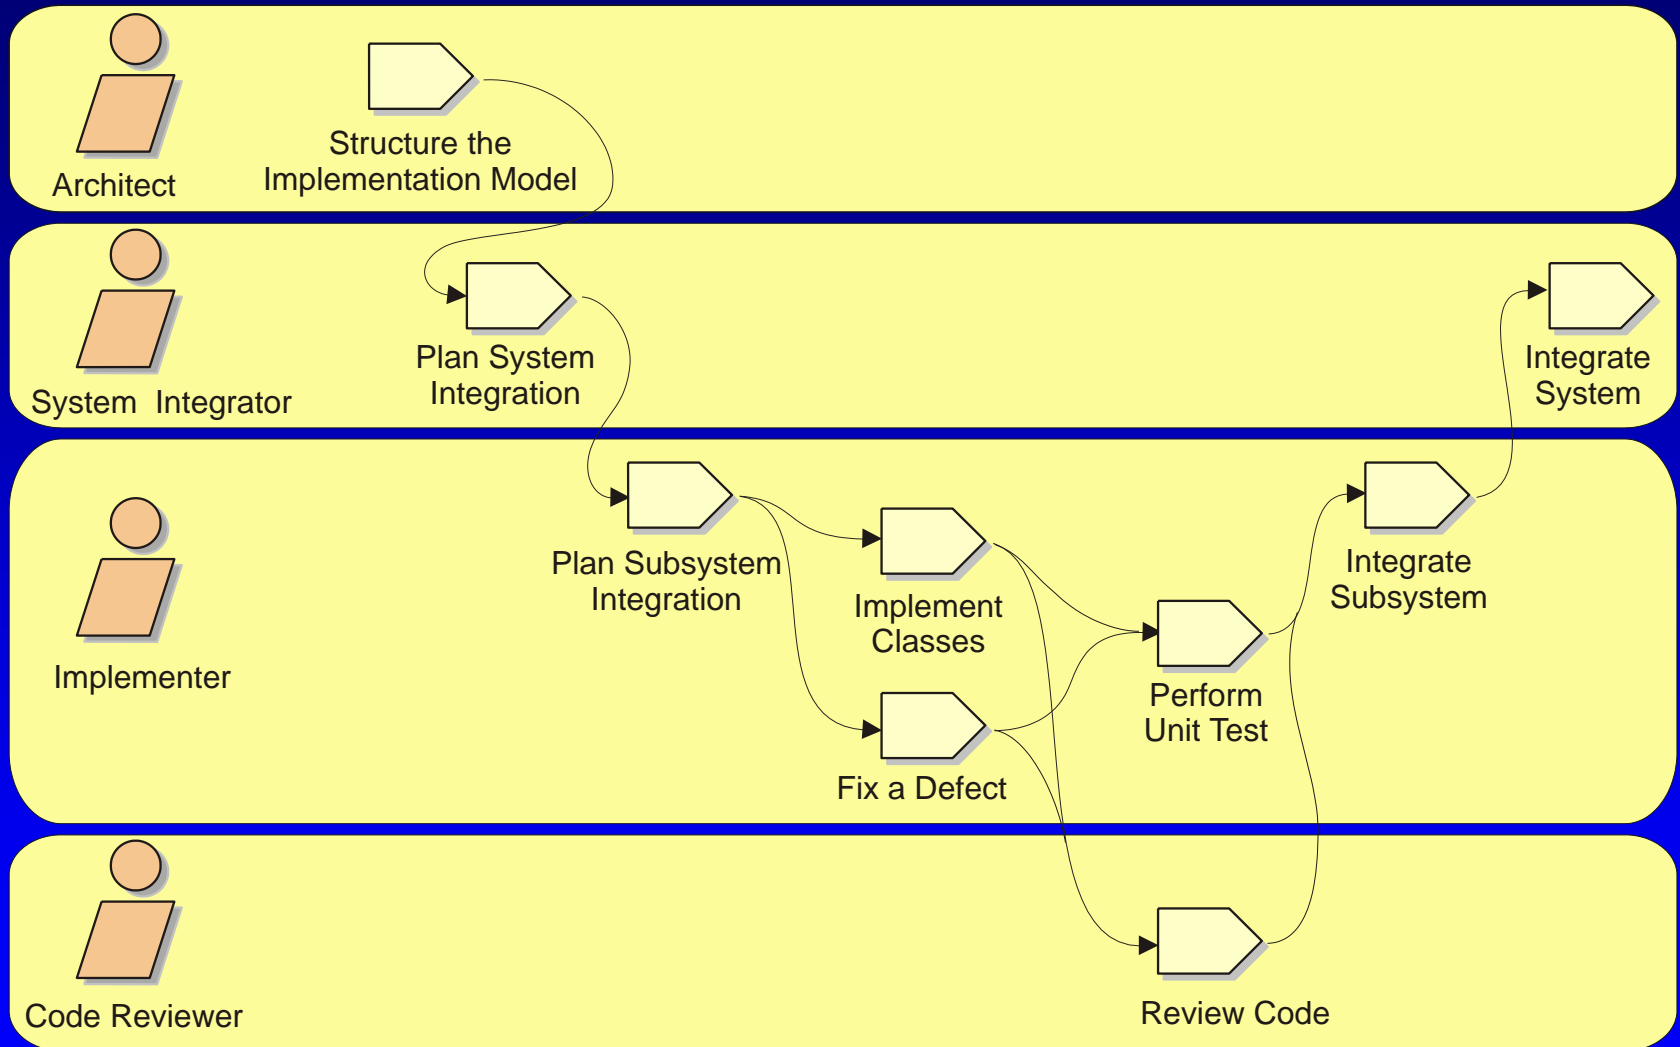 Structure the
Implementation Model
Architect
Plan System
Integration
Integrate
System
System  Integrator
Plan Subsystem
Integration
Implement
Classes
Integrate
Subsystem
Implementer
Perform
Unit Test
Fix a Defect
Code Reviewer
Review Code